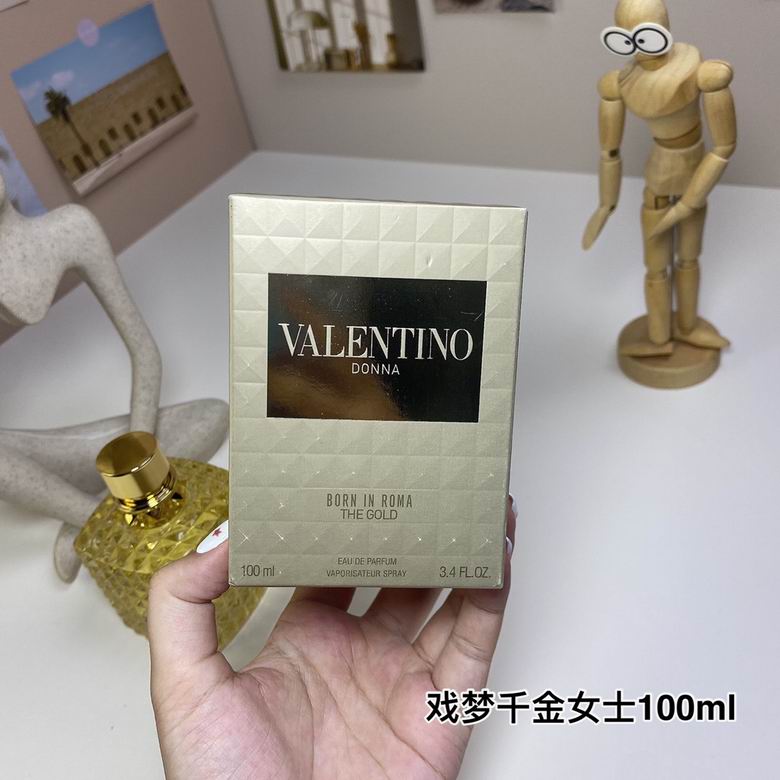 VALENTINO
DONNA
BORN IN ROMA
THE GOLD
EAU DE PARFUM
100 ml VAPORISATEUR SPRAY 3.4 FL.OZ.
戏梦千金女士100ml